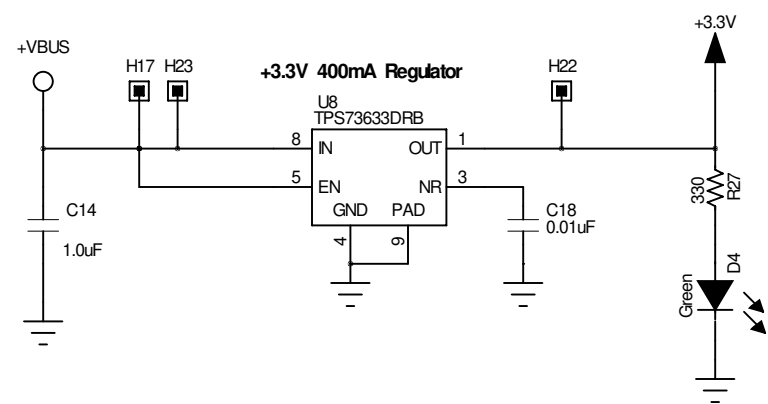 +3.3V
+VBUS
H17 H23
+3.3V 400mA Regulator
H22
U8
TPS73633DRB
8 IN OUT 1
5 EN NR 3
GND PAD
4 9
C14
1.0uF
C18
0.01uF
330
R27
D4
Green